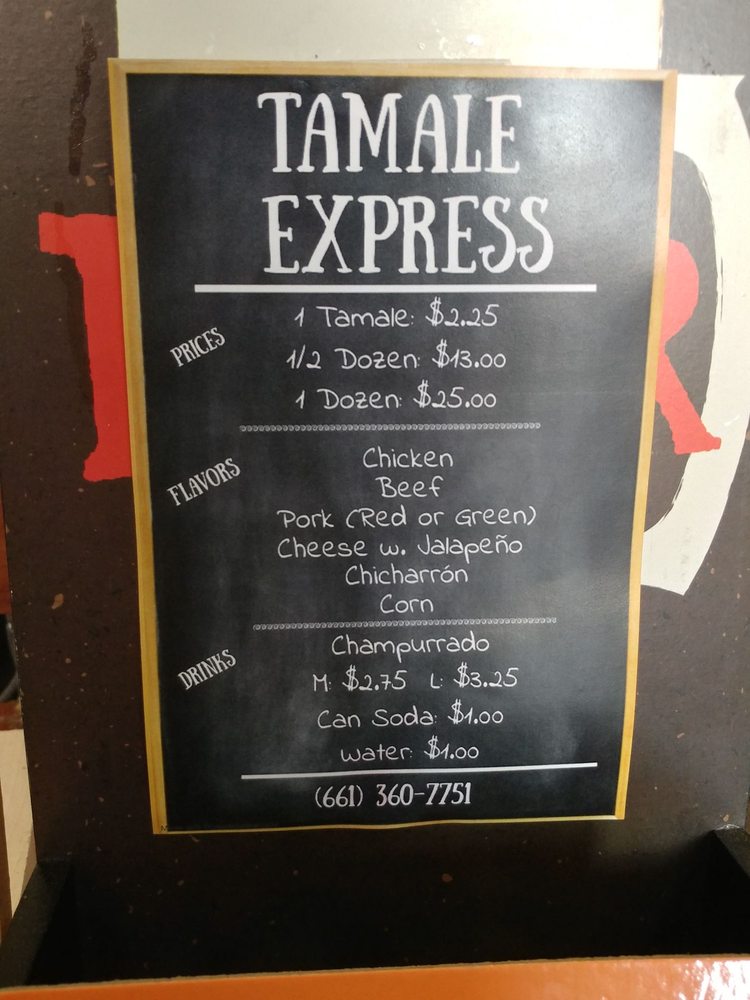 TAMALE
EXPRESS
PRICES
1 Tamale: $2.25
1/2 Dozen: $13.00
1 Dozen: $25.00
FLAVORS
Chicken
Beef
Pork (Red or Green)
Cheese w. Jalapeño
Chicharrón
Corn
DRINKS
Champurrado
M: $2.75 L: $3.25
Can Soda: $1.00
Water: $1.00
(661) 360-7751